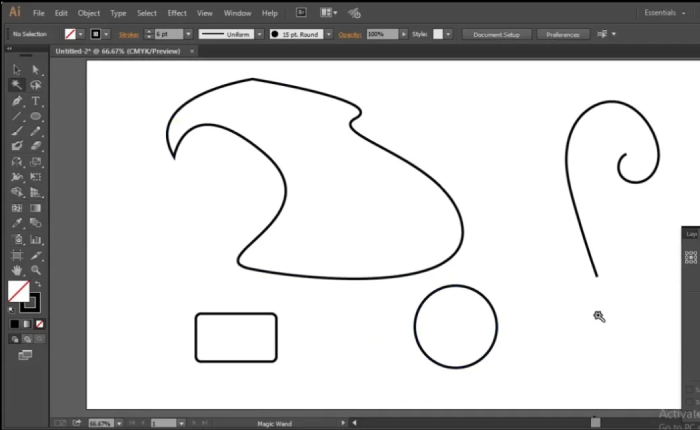 Ai File Edit Object Type Select Effect View Window Help Br Essentials
No Selection Stroke: 6 pt Uniform 15 pt. Round Opacity: 100% Style: Document Setup Preferences
Untitled-2* @ 66.67% (CMYK/Preview) ×
T
Lay
66.67% 1 Magic Wand
Activate
Go to PC